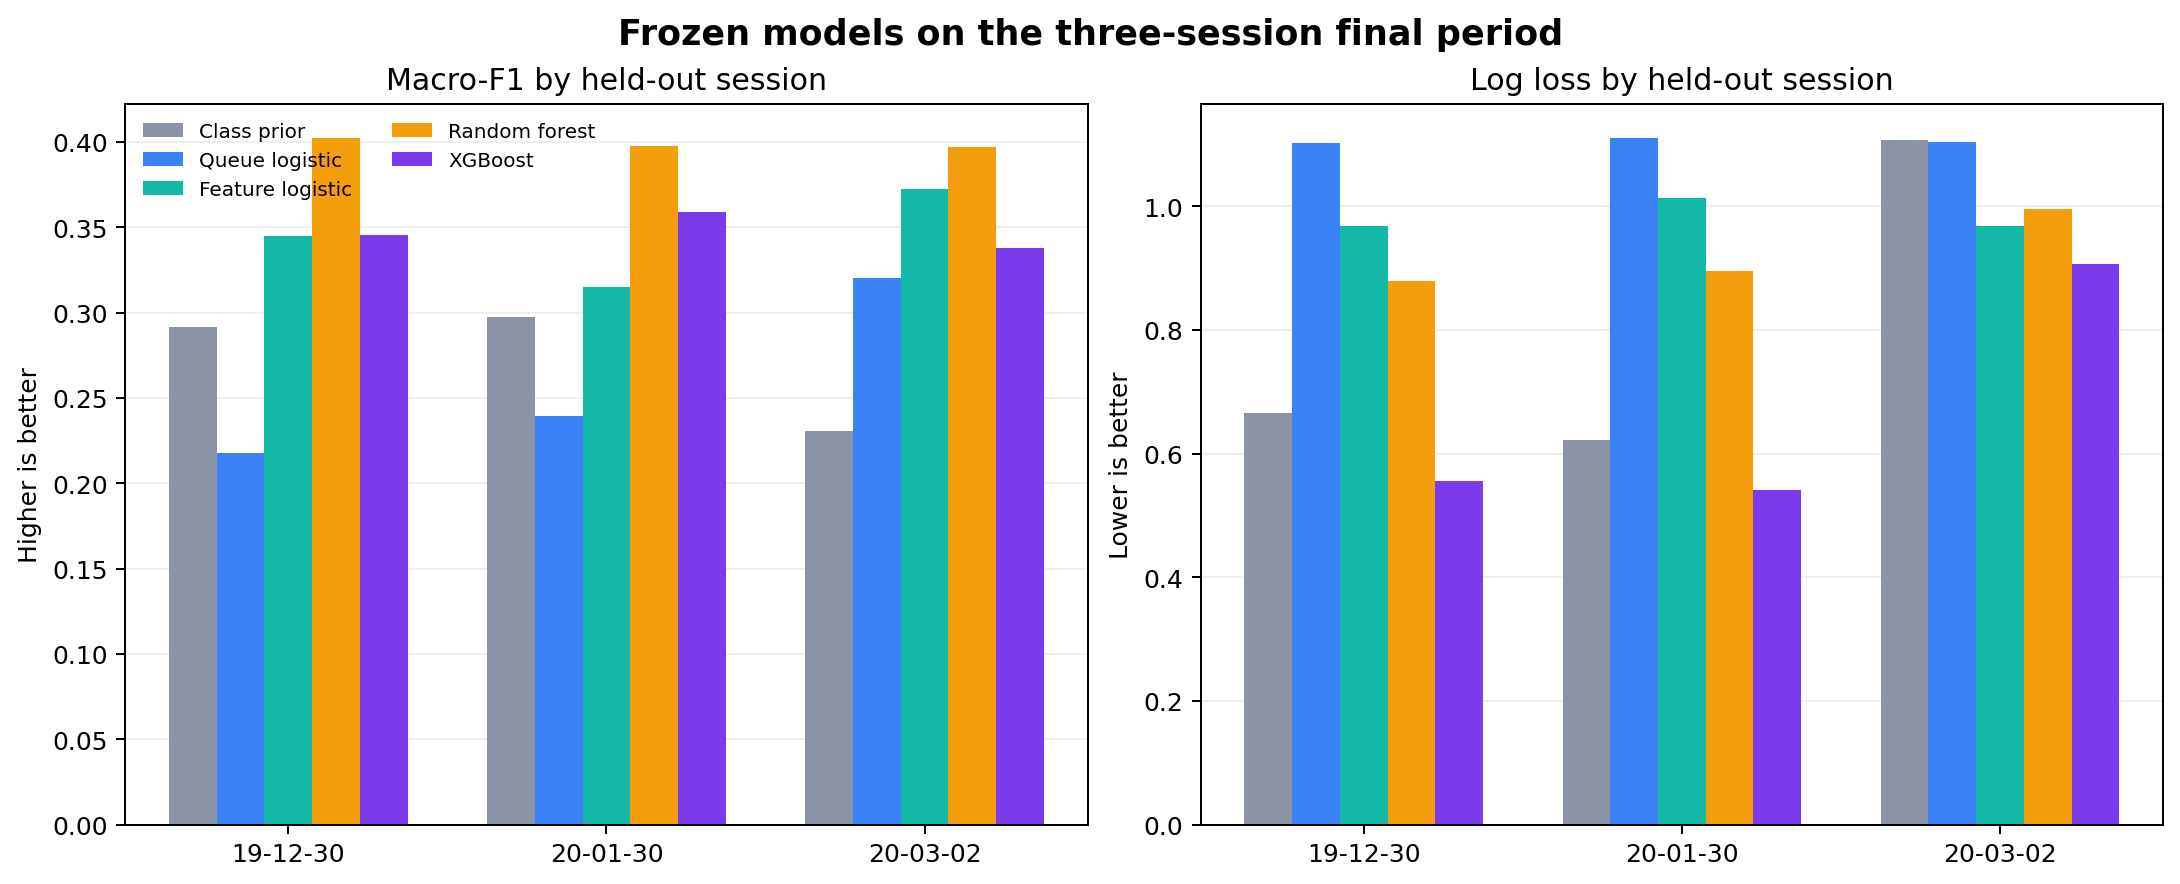 Frozen models on the three-session final period
Macro-F1 by held-out session
Higher is better
0.40
0.35
0.30
0.25
0.20
0.15
0.10
0.05
0.00
Class prior
Queue logistic
Feature logistic
Random forest
XGBoost
19-12-30
20-01-30
20-03-02
Log loss by held-out session
Lower is better
1.0
0.8
0.6
0.4
0.2
0.0
19-12-30
20-01-30
20-03-02